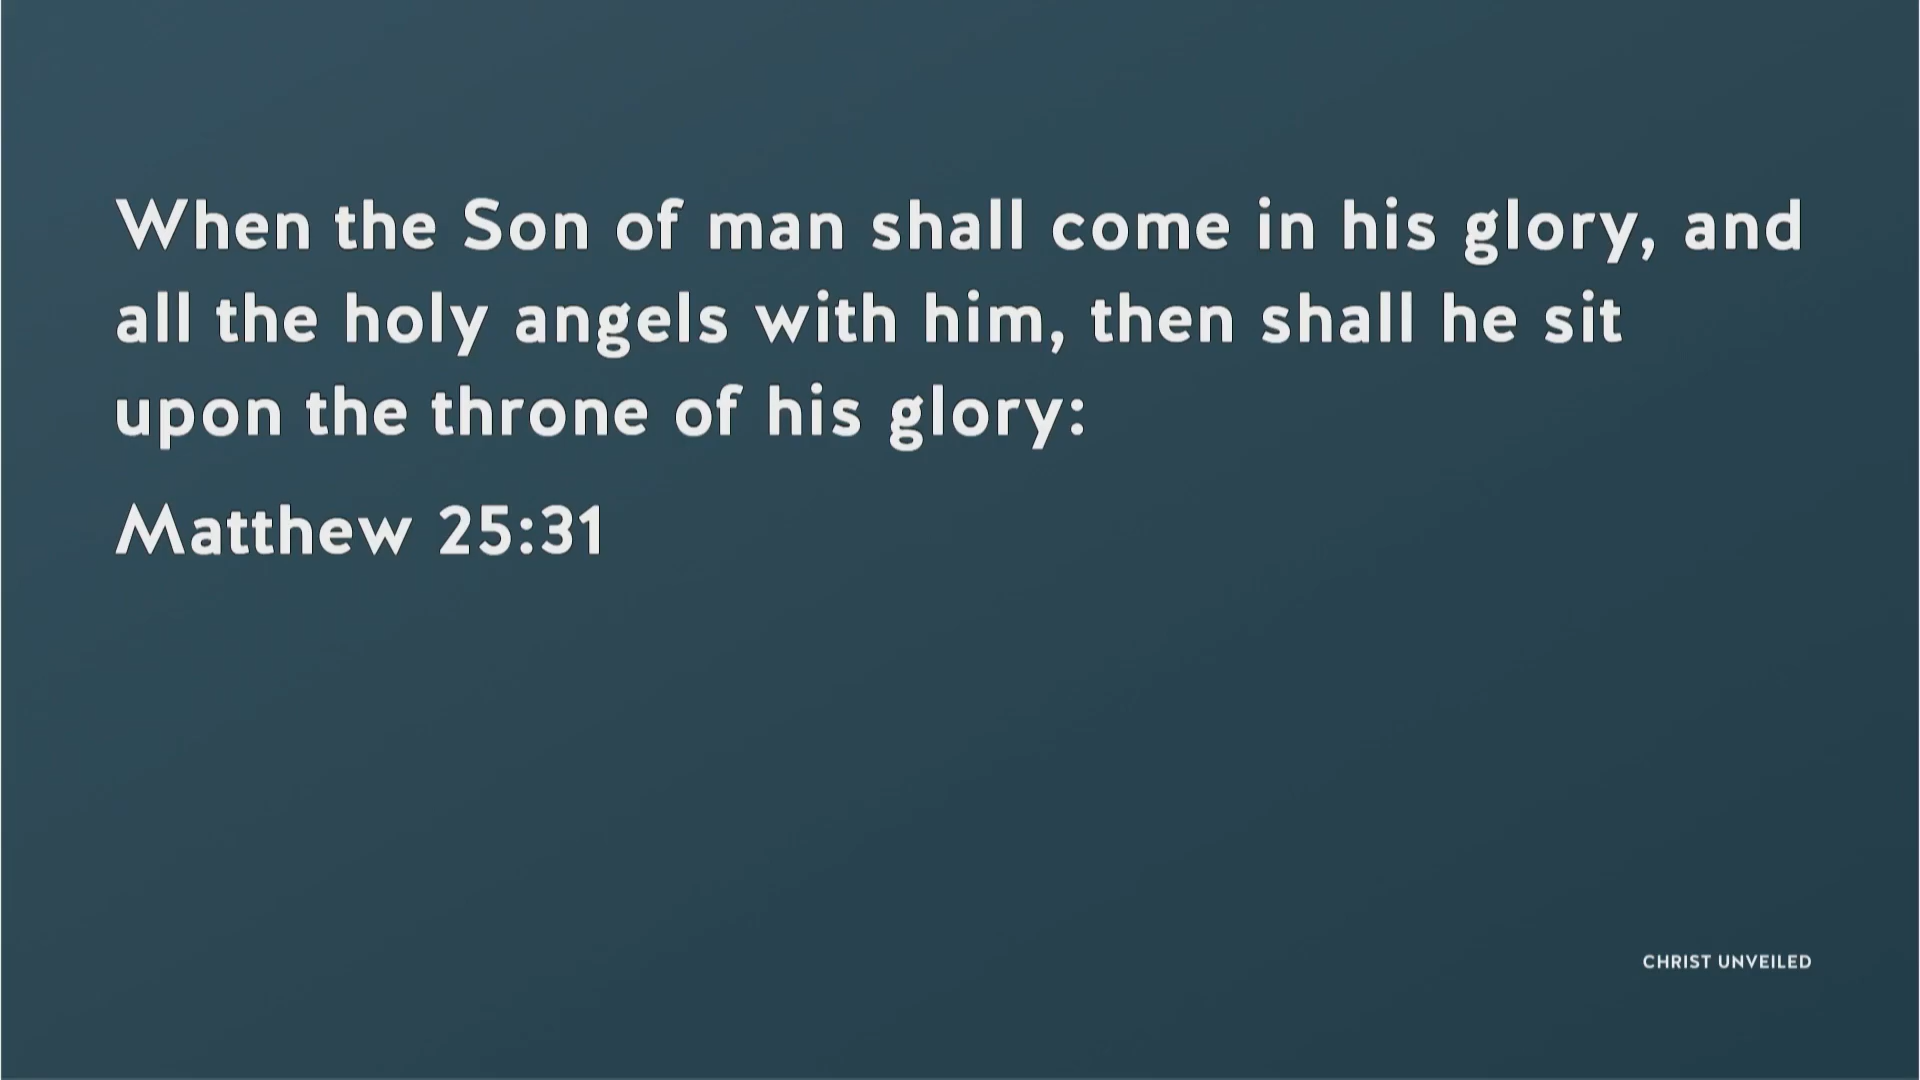 When the Son of man shall come in his glory, and
all the holy angels with him, then shall he sit
upon the throne of his glory:
Matthew 25:31
CHRIST UNVEILED